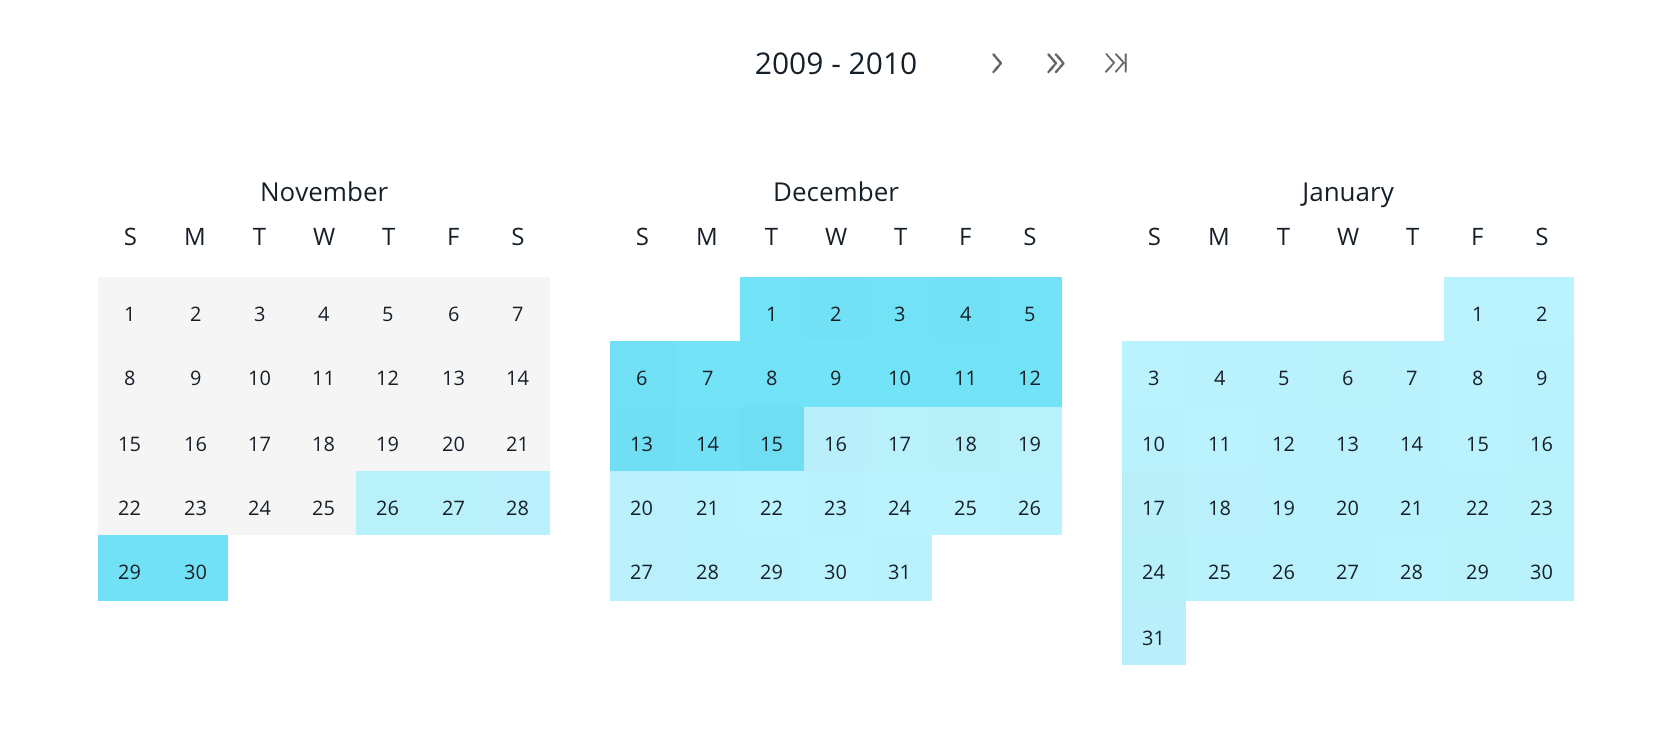 2009 - 2010
November
S M T W T F S
1 2 3 4 5 6 7
8 9 10 11 12 13 14
15 16 17 18 19 20 21
22 23 24 25 26 27 28
29 30
December
S M T W T F S
1 2 3 4 5
6 7 8 9 10 11 12
13 14 15 16 17 18 19
20 21 22 23 24 25 26
27 28 29 30 31
January
S M T W T F S
1 2
3 4 5 6 7 8 9
10 11 12 13 14 15 16
17 18 19 20 21 22 23
24 25 26 27 28 29 30
31